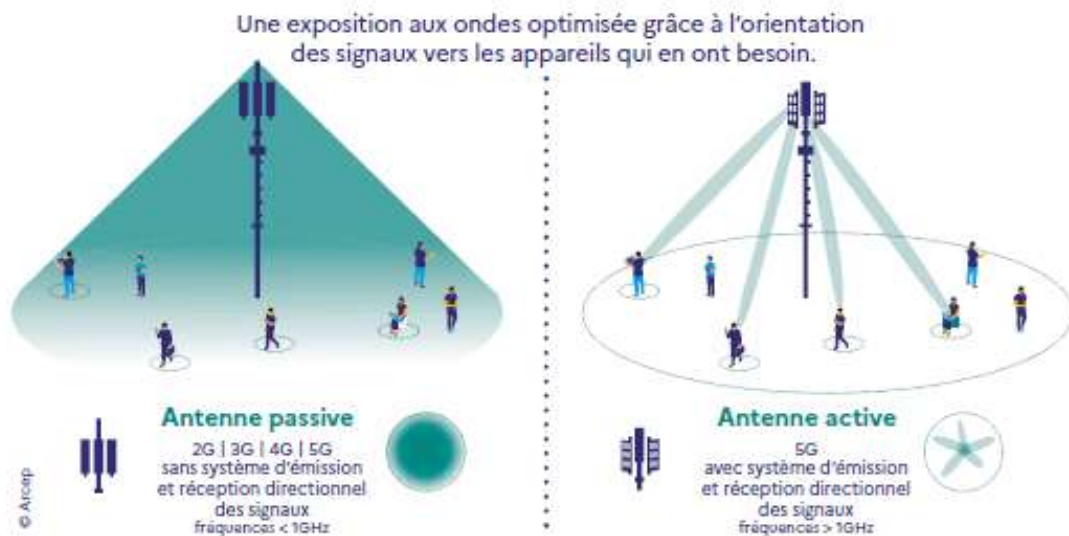 Une exposition aux ondes optimisée grâce à l'orientation
des signaux vers les appareils qui en ont besoin.
Antenne passive
2G | 3G | 4G | 5G
sans système d'émission
et réception directionnel
des signaux
fréquences < 1GHz
© Arcep
Antenne active
5G
avec système d'émission
et réception directionnel
des signaux
fréquences > 1GHz